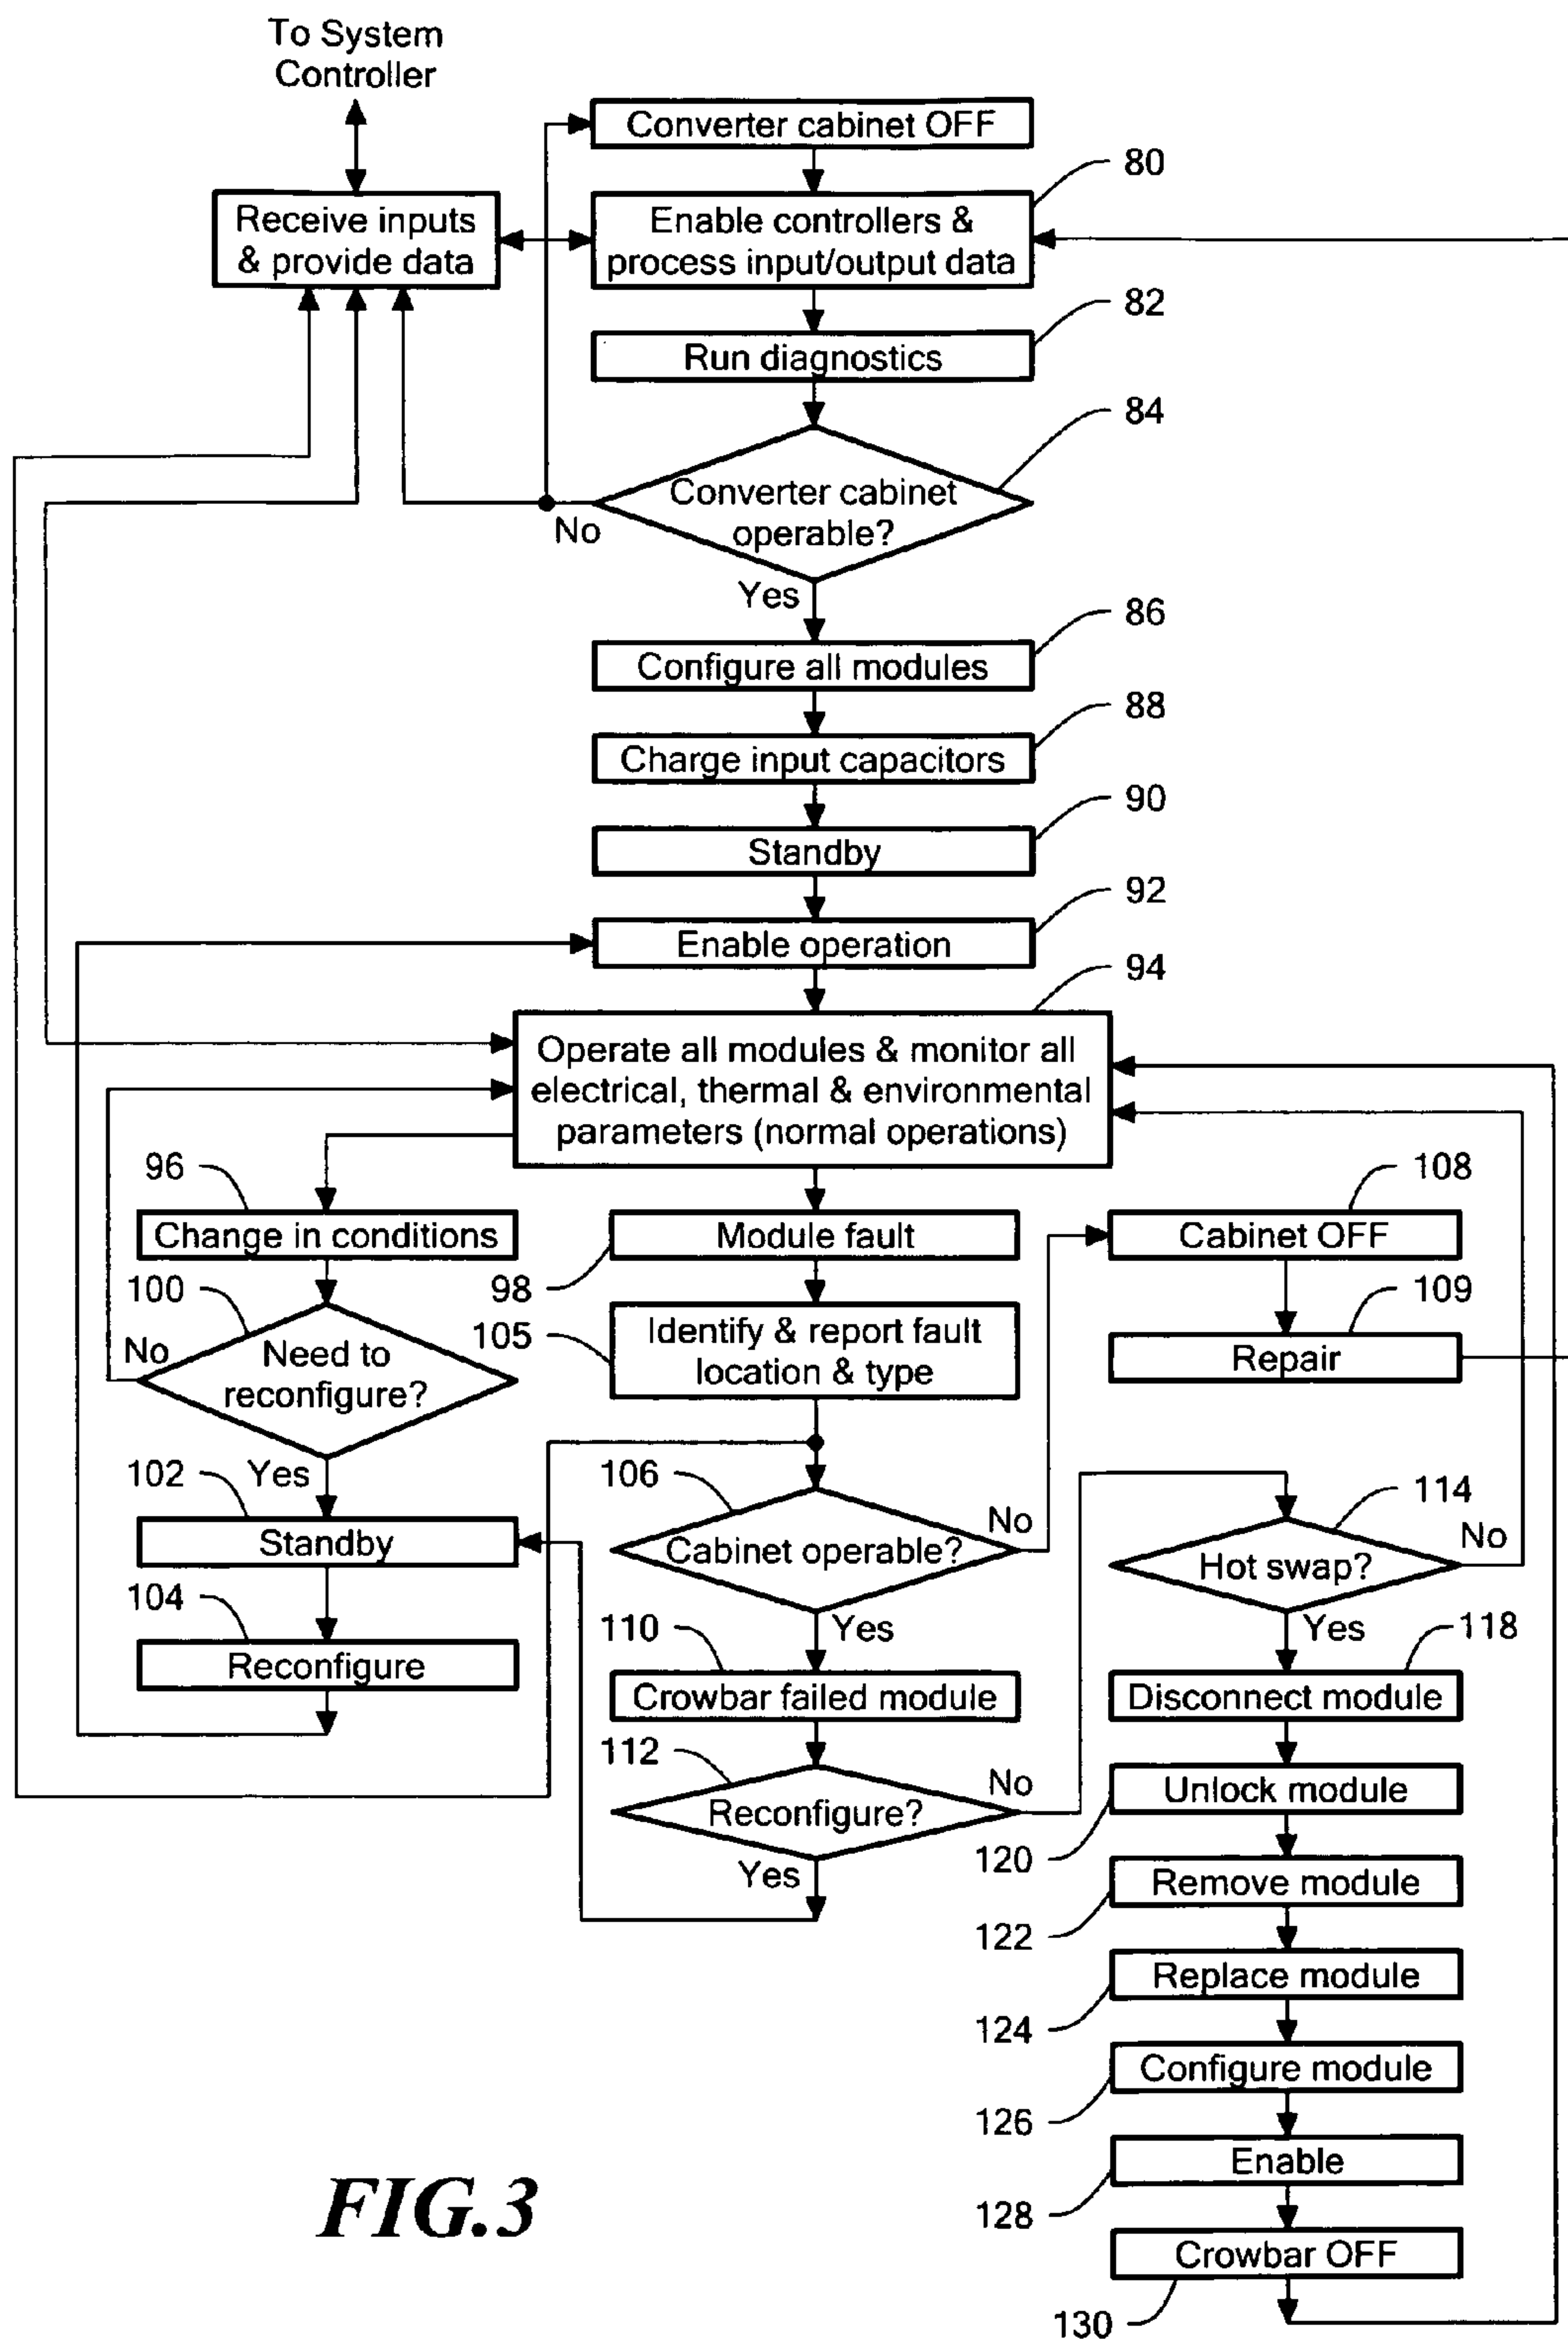 To System
Controller
Converter cabinet OFF
80
Receive inputs
& provide data
Enable controllers &
process input/output data
82
Run diagnostics
84
Converter cabinet
operable?
No
Yes
86
Configure all modules
88
Charge input capacitors
90
Standby
92
Enable operation
94
Operate all modules & monitor all
electrical, thermal & environmental
parameters (normal operations)
96
Change in conditions
Module fault
98
108
Cabinet OFF
100
No
Need to
reconfigure?
Yes
105
Identify & report fault
location & type
109
Repair
102
Standby
106
Cabinet operable?
No
Yes
114
Hot swap?
No
Yes
104
Reconfigure
110
Crowbar failed module
118
Disconnect module
112
Reconfigure?
No
Yes
Unlock module
120
Remove module
122
Replace module
124
Configure module
126
Enable
128
Crowbar OFF
130
FIG.3